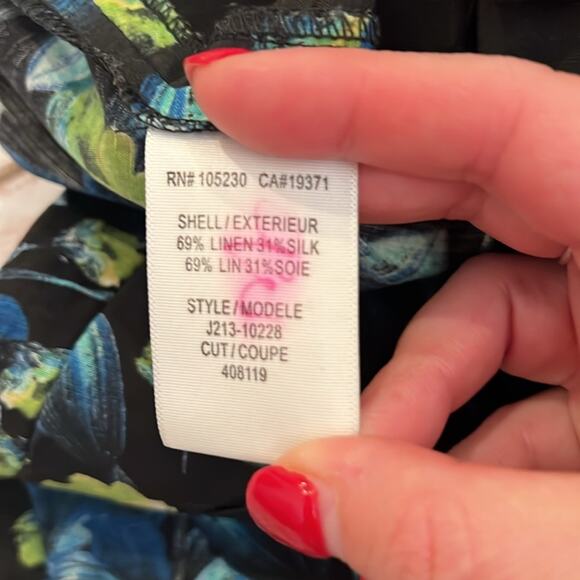 RN# 105230 CA#19371
SHELL/EXTERIEUR
69% LINEN 31%SILK
69% LIN 31%SOIE
STYLE/MODELE
J213-10228
CUT/COUPE
408119